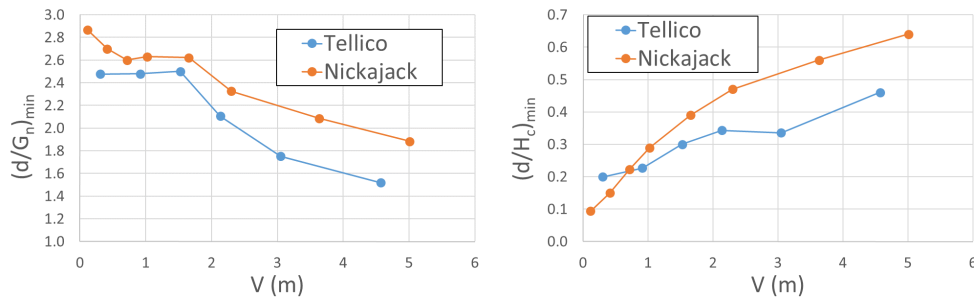 3.0
2.8
2.6
2.4
2.2
2.0
1.8
1.6
1.4
1.2
1.0
(d/Gn)min
0 1 2 3 4 5 6
V (m)
Tellico
Nickajack
0.7
0.6
0.5
0.4
0.3
0.2
0.1
0.0
(d/Hc)min
0 1 2 3 4 5 6
V (m)
Tellico
Nickajack